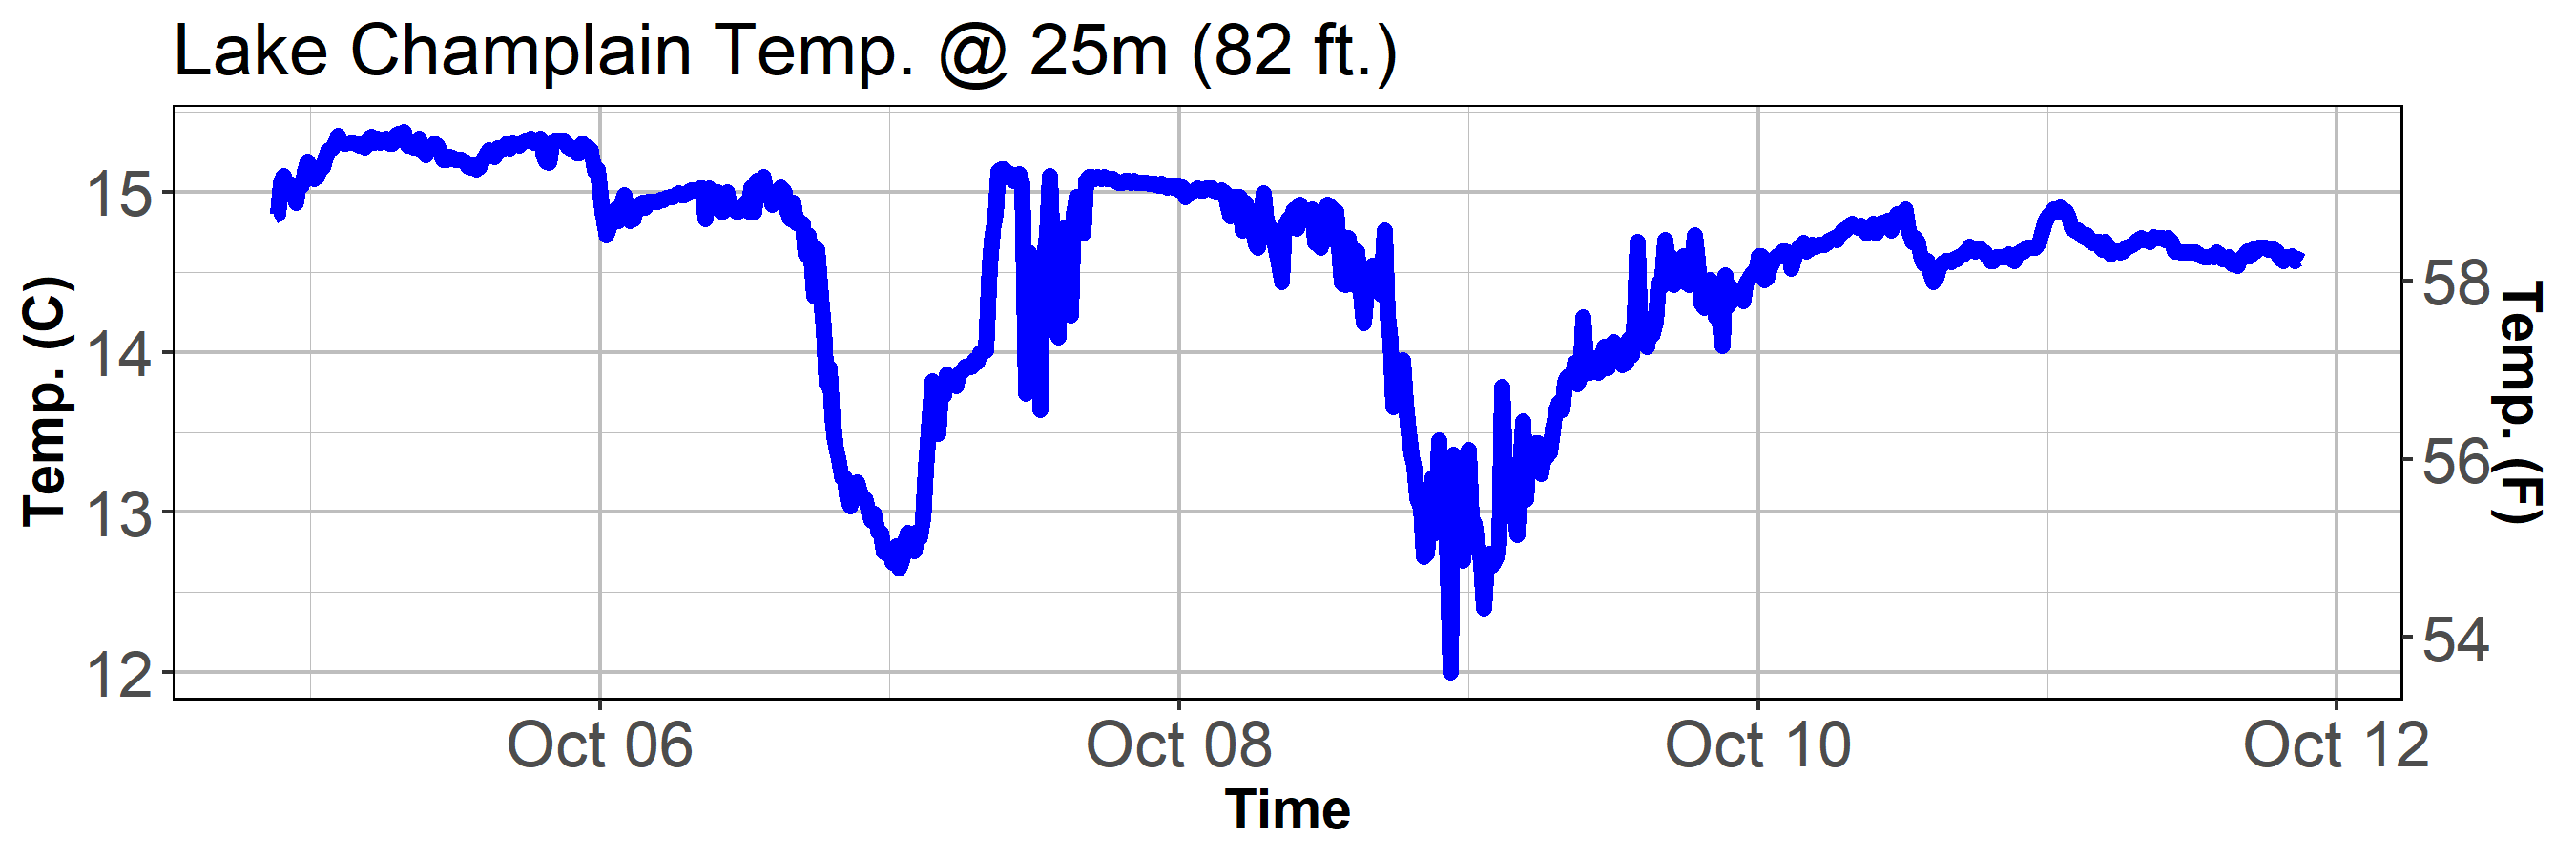 Lake Champlain Temp. @ 25m (82 ft.)
Temp. (C)
15
14
13
12
58
56
54
Temp. (F)
Oct 06
Oct 08
Oct 10
Oct 12
Time